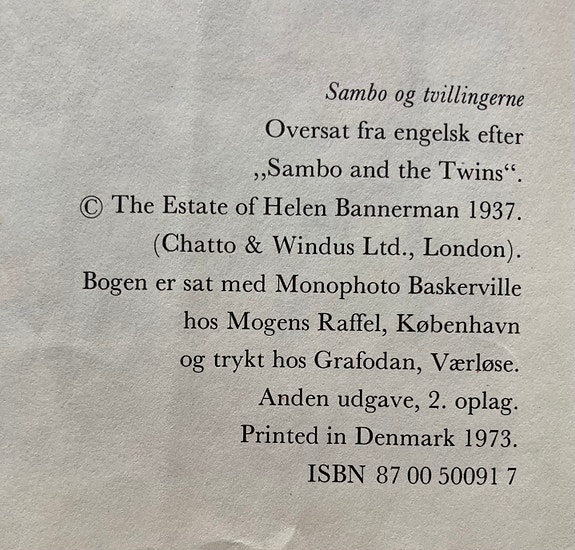 Sambo og tvillingerne
Oversat fra engelsk efter
„Sambo and the Twins“.
© The Estate of Helen Bannerman 1937.
(Chatto & Windus Ltd., London).
Bogen er sat med Monophoto Baskerville
hos Mogens Raffel, København
og trykt hos Grafodan, Værløse.
Anden udgave, 2. oplag.
Printed in Denmark 1973.
ISBN 87 00 50091 7